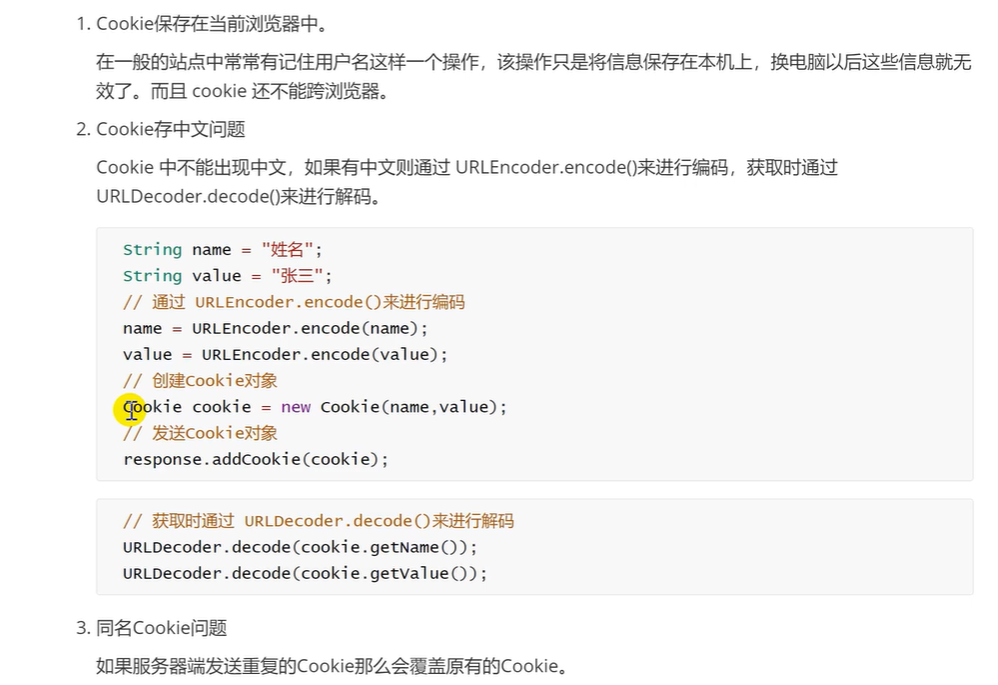 1. Cookie保存在当前浏览器中。
在一般的站点中常常有记住用户名这样一个操作，该操作只是将信息保存在本机上，换电脑以后这些信息就无
效了。而且 cookie 还不能跨浏览器。
2. Cookie存中文问题
Cookie 中不能出现中文，如果有中文则通过 URLEncoder.encode()来进行编码，获取时通过
URLDecoder.decode()来进行解码。
String name = "姓名";
String value = "张三";
// 通过 URLEncoder.encode()来进行编码
name = URLEncoder.encode(name);
value = URLEncoder.encode(value);
// 创建Cookie对象
Cookie cookie = new Cookie(name,value);
// 发送Cookie对象
response.addCookie(cookie);
// 获取时通过 URLDecoder.decode()来进行解码
URLDecoder.decode(cookie.getName());
URLDecoder.decode(cookie.getValue());
3. 同名Cookie问题
如果服务器端发送重复的Cookie那么会覆盖原有的Cookie。